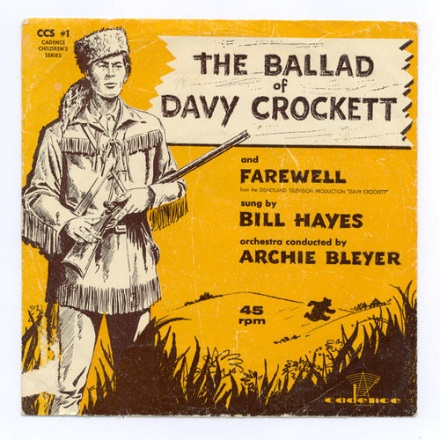 CCS #1
CADENCE
CHILDREN'S
SERIES
THE BALLAD
of
DAVY CROCKETT
and
FAREWELL
from the DISNEYLAND TELEVISION PRODUCTION "DAVY CROCKETT"
sung by
BILL HAYES
orchestra conducted by
ARCHIE BLEYER
45
rpm
cadence